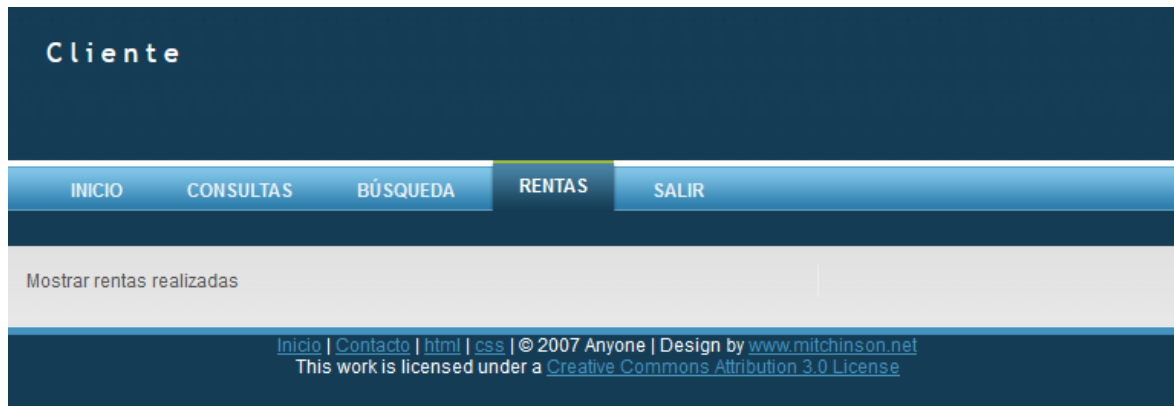 Cliente
INICIO CONSULTAS BÚSQUEDA RENTAS SALIR
Mostrar rentas realizadas
Inicio | Contacto | html | css | © 2007 Anyone | Design by www.mitchinson.net
This work is licensed under a Creative Commons Attribution 3.0 License